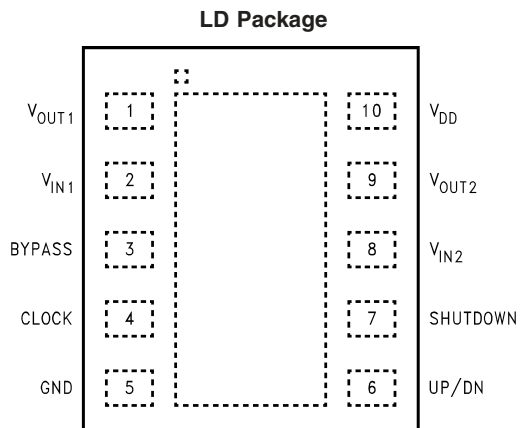 LD Package
VOUT1 1 10 VDD
VIN1 2 9 VOUT2
BYPASS 3 8 VIN2
CLOCK 4 7 SHUTDOWN
GND 5 6 UP/DN